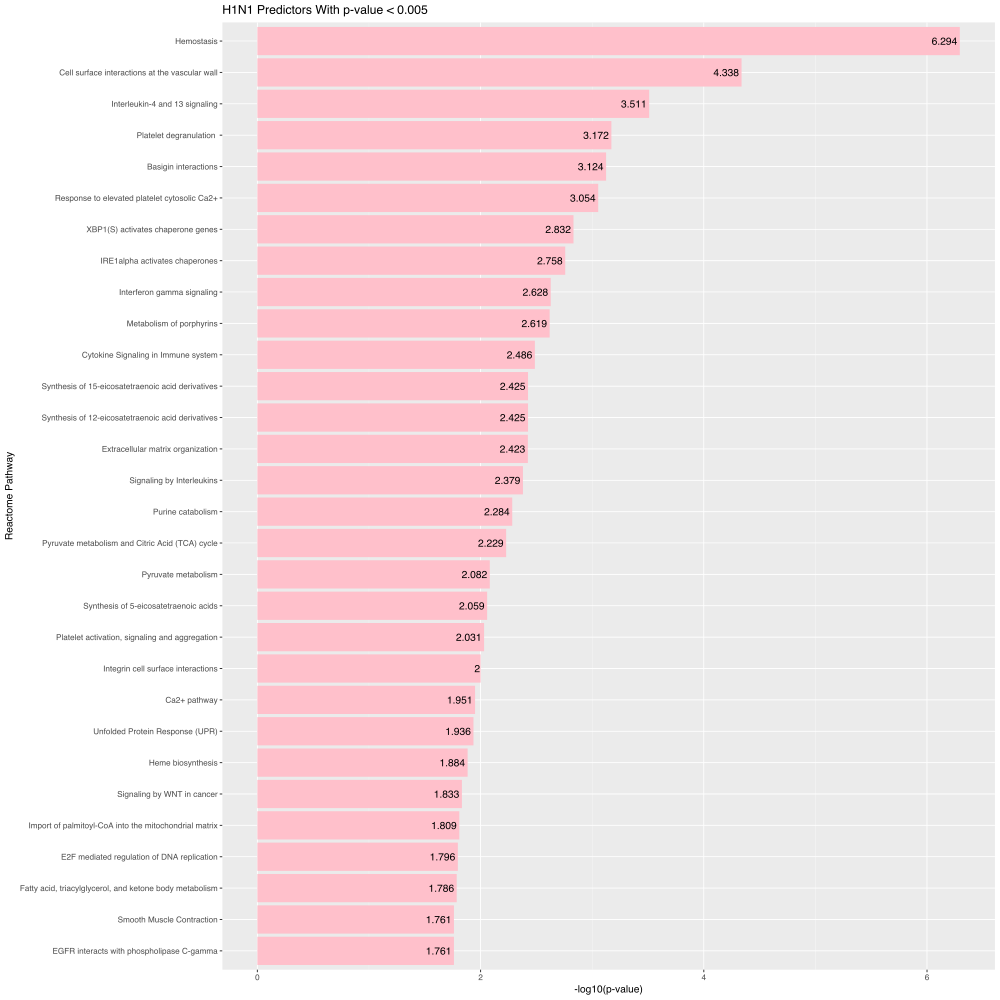 H1N1 Predictors With p-value < 0.005
Reactome Pathway
Hemostasis 6.294
Cell surface interactions at the vascular wall 4.338
Interleukin-4 and 13 signaling 3.511
Platelet degranulation 3.172
Basigin interactions 3.124
Response to elevated platelet cytosolic Ca2+ 3.054
XBP1(S) activates chaperone genes 2.832
IRE1alpha activates chaperones 2.758
Interferon gamma signaling 2.628
Metabolism of porphyrins 2.619
Cytokine Signaling in Immune system 2.486
Synthesis of 15-eicosatetraenoic acid derivatives 2.425
Synthesis of 12-eicosatetraenoic acid derivatives 2.425
Extracellular matrix organization 2.423
Signaling by Interleukins 2.379
Purine catabolism 2.284
Pyruvate metabolism and Citric Acid (TCA) cycle 2.229
Pyruvate metabolism 2.082
Synthesis of 5-eicosatetraenoic acids 2.059
Platelet activation, signaling and aggregation 2.031
Integrin cell surface interactions 2
Ca2+ pathway 1.951
Unfolded Protein Response (UPR) 1.936
Heme biosynthesis 1.884
Signaling by WNT in cancer 1.833
Import of palmitoyl-CoA into the mitochondrial matrix 1.809
E2F mediated regulation of DNA replication 1.796
Fatty acid, triacylglycerol, and ketone body metabolism 1.786
Smooth Muscle Contraction 1.761
EGFR interacts with phospholipase C-gamma 1.761
0 2 4 6
-log10(p-value)